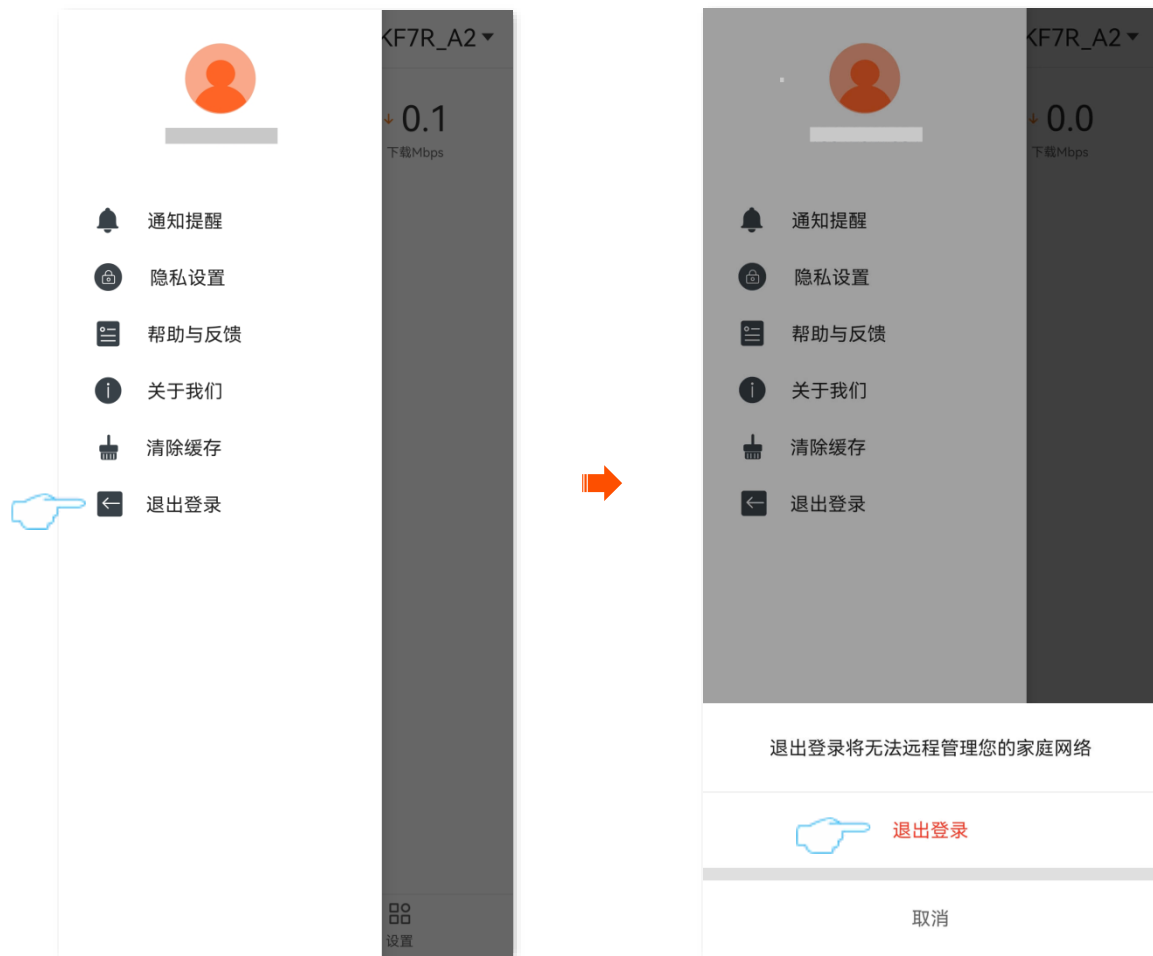 KF7R_A2
0.1
下载Mbps
通知提醒
隐私设置
帮助与反馈
关于我们
清除缓存
退出登录
设置
KF7R_A2
0.0
下载Mbps
通知提醒
隐私设置
帮助与反馈
关于我们
清除缓存
退出登录
退出登录将无法远程管理您的家庭网络
退出登录
取消